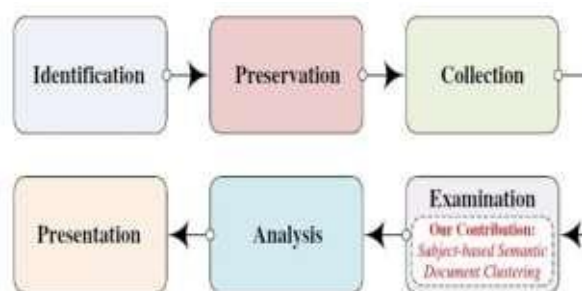 Identification
Preservation
Collection
Presentation
Analysis
Examination
Our Contribution:
Subject-based Semantic
Document Clustering